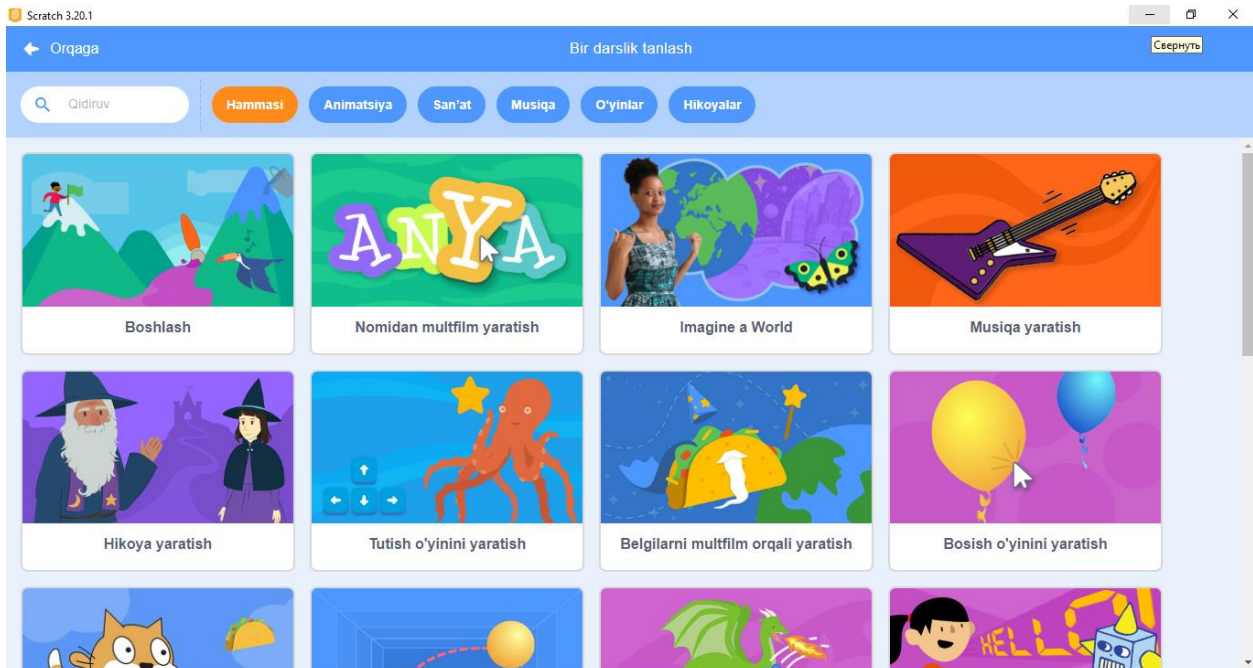 Scratch 3.20.1
Orqaga
Bir darslik tanlash
Свернуть
Qidiruv
Hammasi
Animatsiya
San'at
Musiqa
O'yinlar
Hikoyalar
ANYA
Boshlash
Nomidan multfilm yaratish
Imagine a World
Musiqa yaratish
Hikoya yaratish
Tutish o'yinini yaratish
Belgilarni multfilm orqali yaratish
Bosish o'yinini yaratish
HELLO!